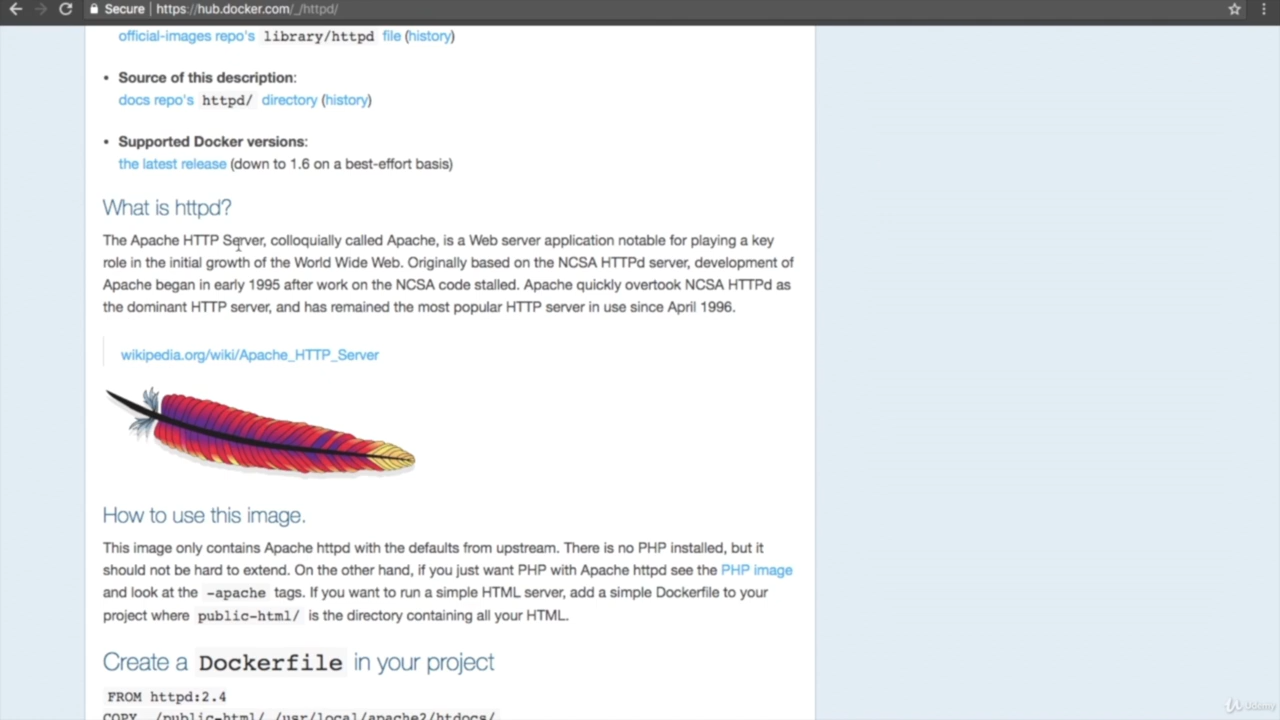 Secure https://hub.docker.com/_/httpd/
official-images repo's library/httpd file (history)
• Source of this description:
docs repo's httpd/ directory (history)
• Supported Docker versions:
the latest release (down to 1.6 on a best-effort basis)
What is httpd?
The Apache HTTP Server, colloquially called Apache, is a Web server application notable for playing a key
role in the initial growth of the World Wide Web. Originally based on the NCSA HTTPd server, development of
Apache began in early 1995 after work on the NCSA code stalled. Apache quickly overtook NCSA HTTPd as
the dominant HTTP server, and has remained the most popular HTTP server in use since April 1996.
wikipedia.org/wiki/Apache_HTTP_Server
How to use this image.
This image only contains Apache httpd with the defaults from upstream. There is no PHP installed, but it
should not be hard to extend. On the other hand, if you just want PHP with Apache httpd see the PHP image
and look at the -apache tags. If you want to run a simple HTML server, add a simple Dockerfile to your
project where public-html/ is the directory containing all your HTML.
Create a Dockerfile in your project
FROM httpd:2.4
COPY ./public-html/ /usr/local/apache2/htdocs/
Udemy